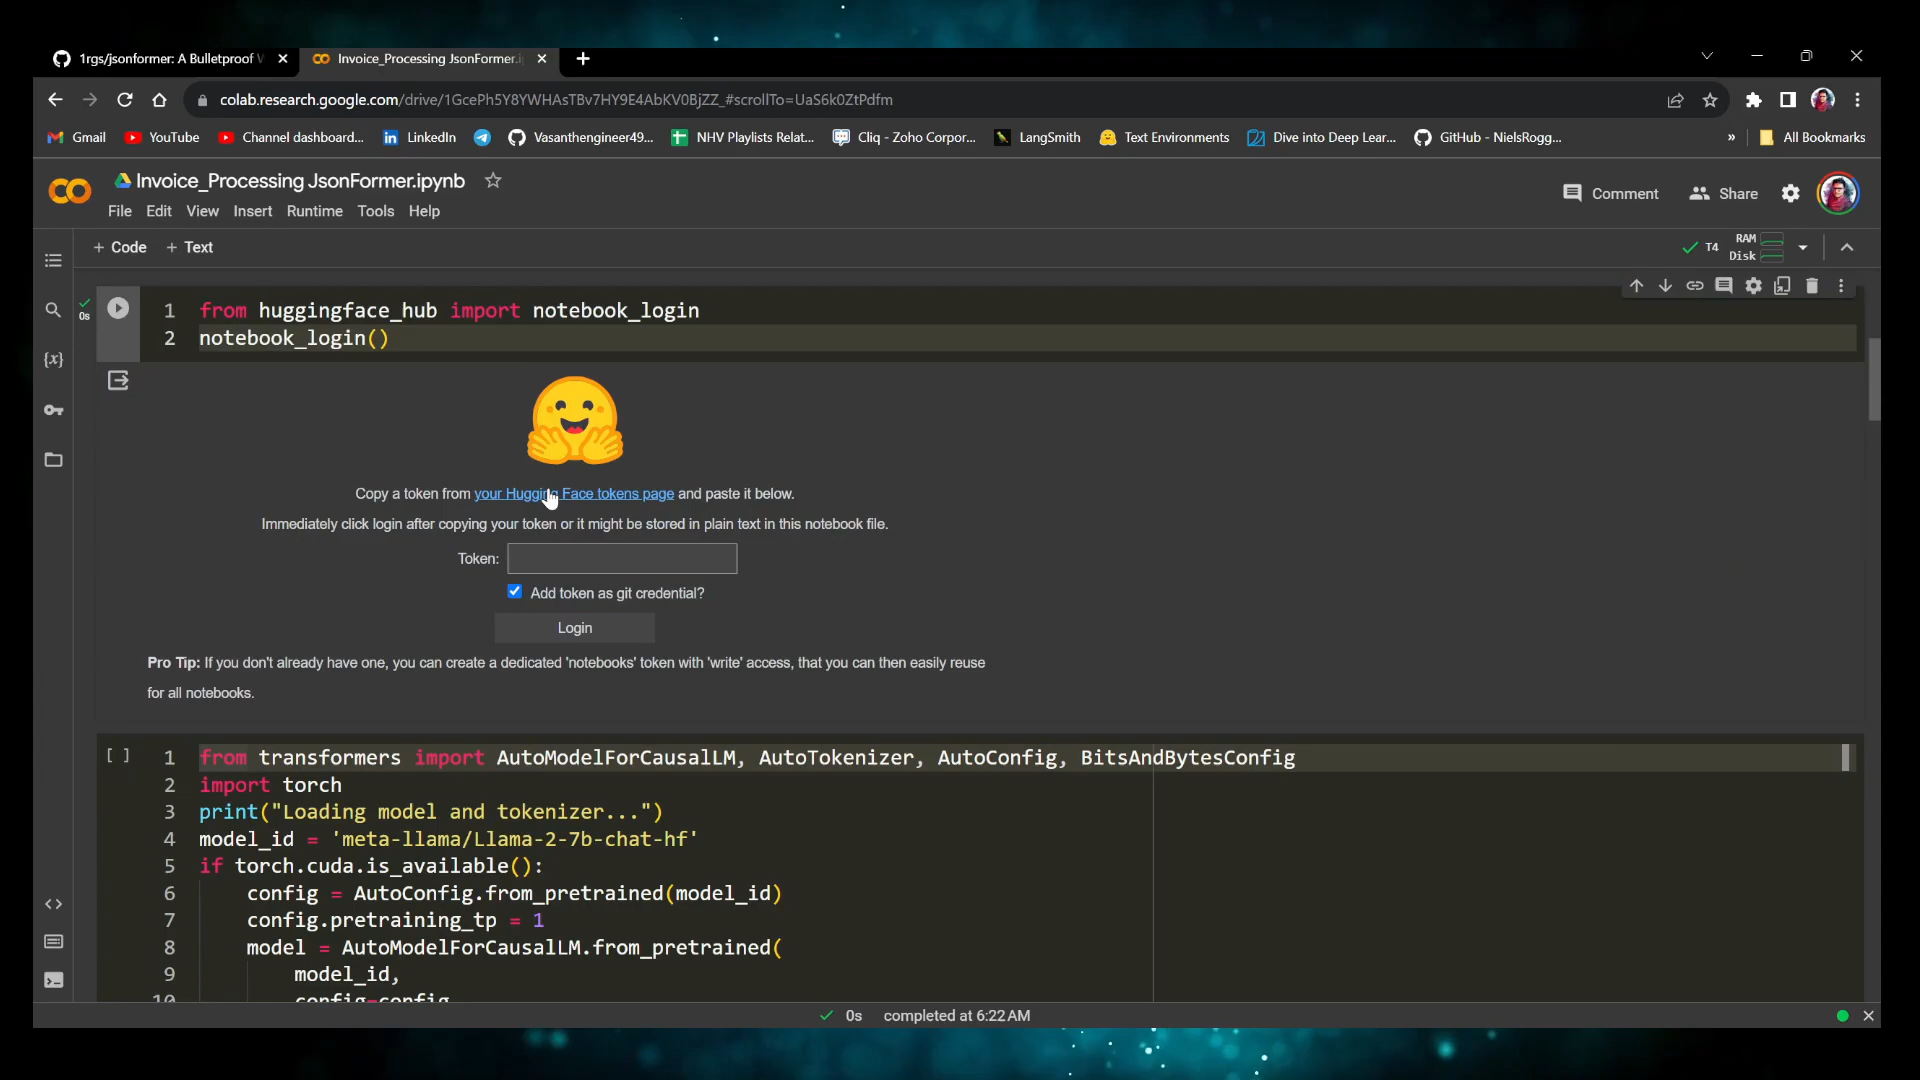 1rgs/jsonformer: A Bulletproof W
Invoice_Processing JsonFormer.i
colab.research.google.com/drive/1GcePh5Y8YWHAsTBv7HY9E4AbKV0BjZZ_#scrollTo=UaS6k0ZtPdfm
Gmail YouTube Channel dashboard... LinkedIn Vasanthengineer49... NHV Playlists Relat... Cliq - Zoho Corpor... LangSmith Text Environments Dive into Deep Lear... GitHub - NielsRogg... » All Bookmarks
Invoice_Processing JsonFormer.ipynb
Comment Share
File Edit View Insert Runtime Tools Help
+ Code + Text
T4 RAM
Disk
0s
1 from huggingface_hub import notebook_login
2 notebook_login()
Copy a token from your Hugging Face tokens page and paste it below.
Immediately click login after copying your token or it might be stored in plain text in this notebook file.
Token:
Add token as git credential?
Login
Pro Tip: If you don't already have one, you can create a dedicated 'notebooks' token with 'write' access, that you can then easily reuse
for all notebooks.
[ ] 1 from transformers import AutoModelForCausalLM, AutoTokenizer, AutoConfig, BitsAndBytesConfig
2 import torch
3 print("Loading model and tokenizer...")
4 model_id = 'meta-llama/Llama-2-7b-chat-hf'
5 if torch.cuda.is_available():
6 config = AutoConfig.from_pretrained(model_id)
7 config.pretraining_tp = 1
8 model = AutoModelForCausalLM.from_pretrained(
9 model_id,
10 config=config
0s completed at 6:22 AM